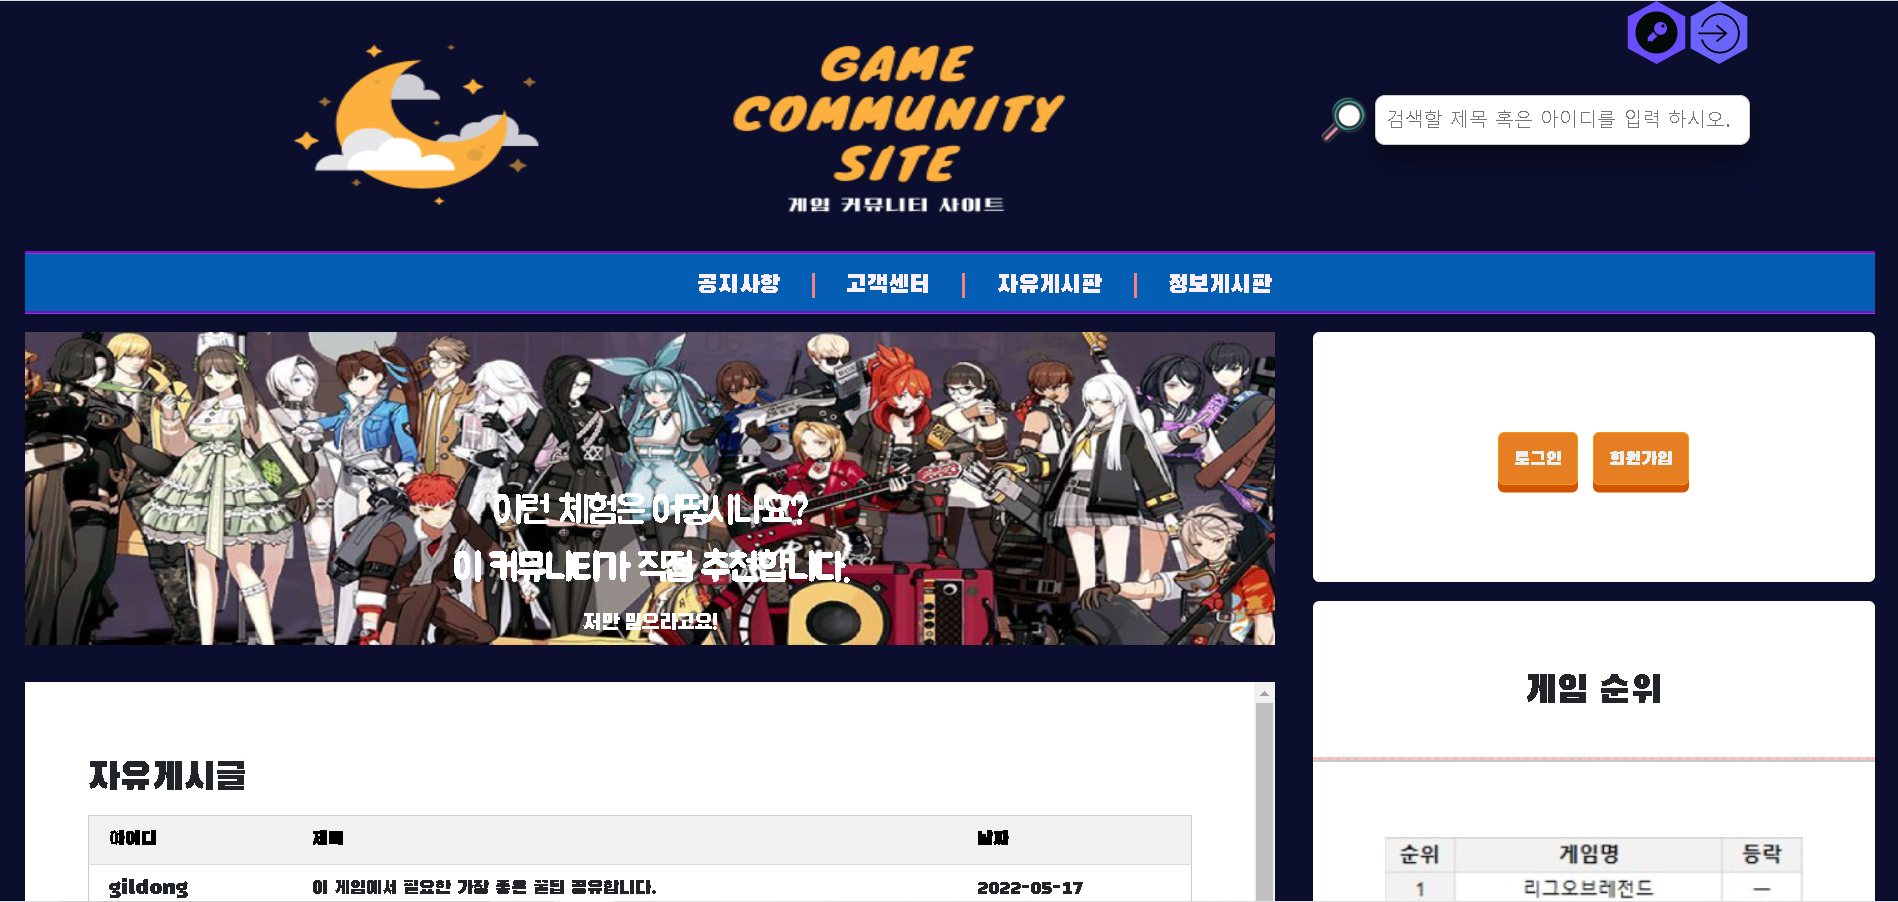 GAME
COMMUNITY
SITE
게임 커뮤니티 사이트
검색할 제목 혹은 아이디를 입력 하시오.
공지사항 | 고객센터 | 자유게시판 | 정보게시판
이런 체험은 어떻시나요?
이 커뮤니티가 직접 추천합니다.
저만 믿으라고요!
로그인 회원가입
게임 순위
자유게시글
아이디 제목 날짜
gildong 이 게임에서 필요한 가장 좋은 꿀팁 공유합니다. 2022-05-17
순위 게임명 등락
1 리그오브레전드 —